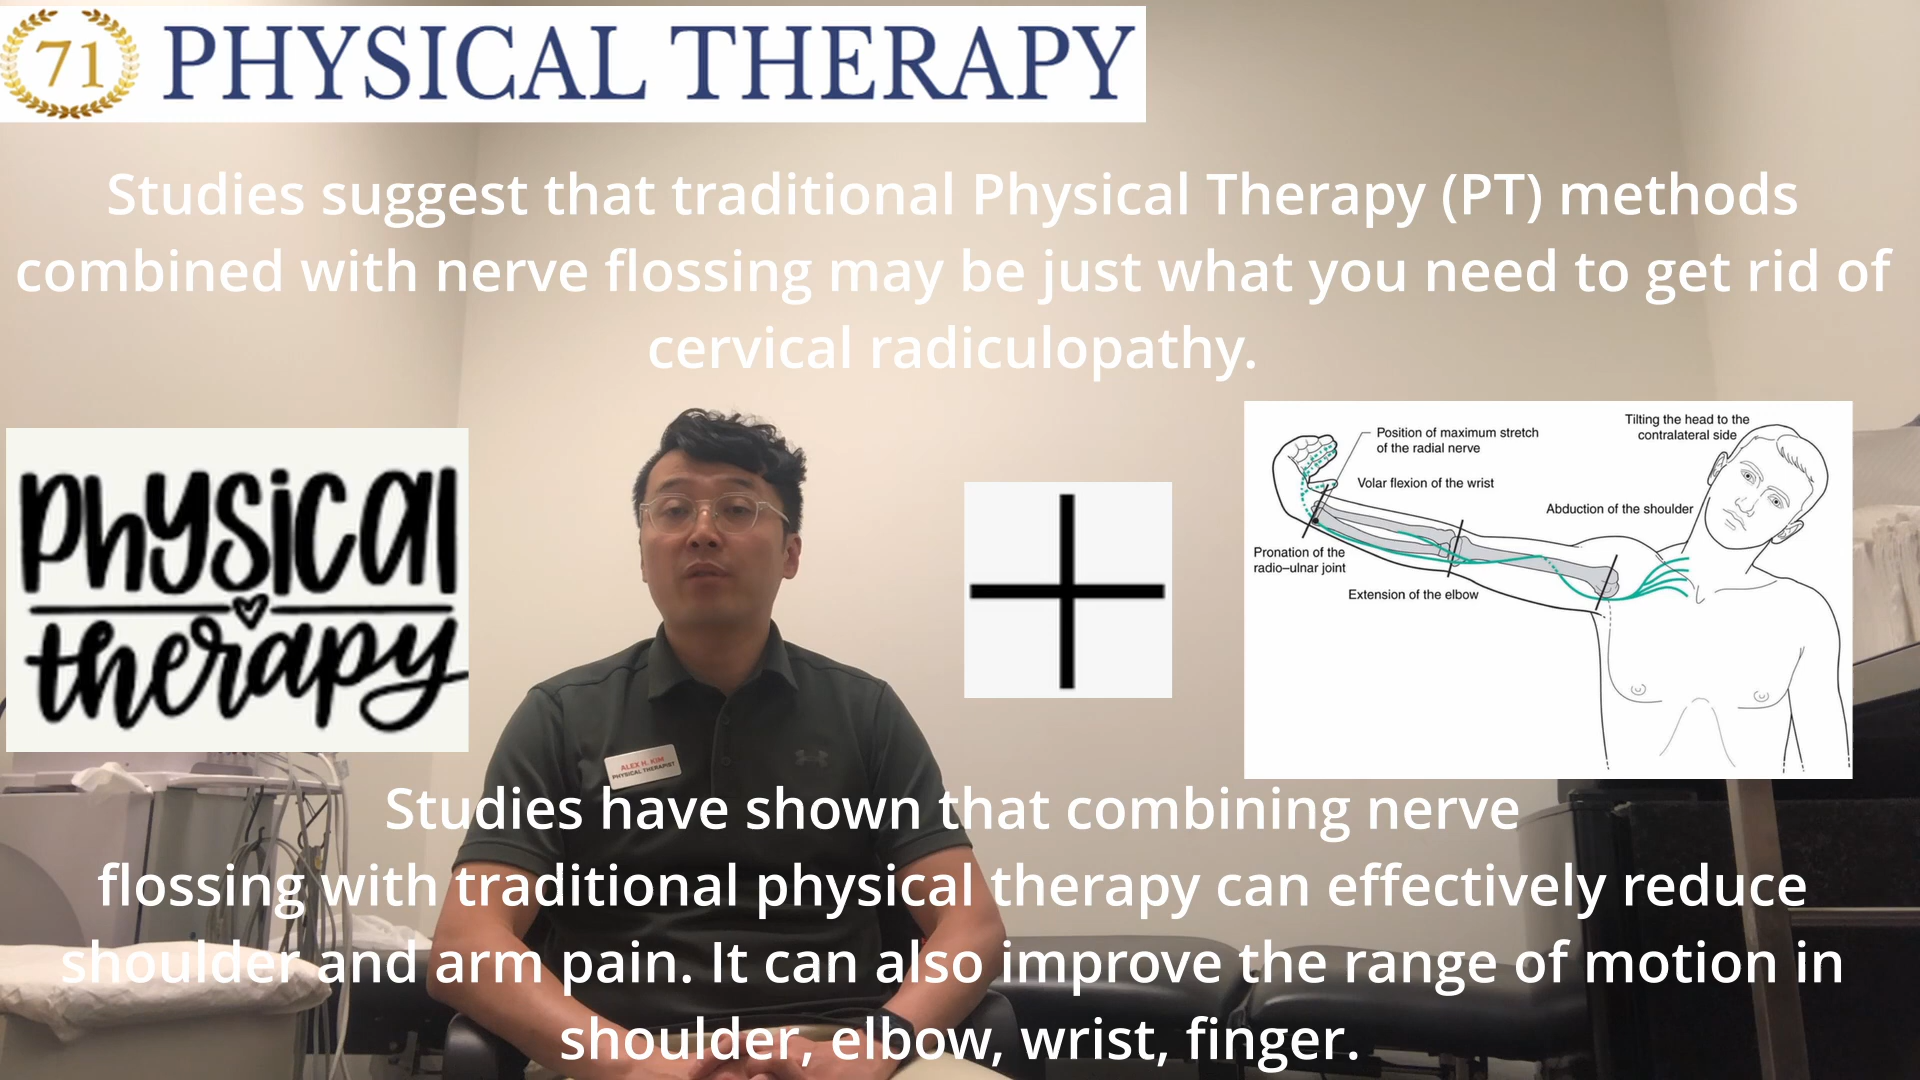 71 PHYSICAL THERAPY
Studies suggest that traditional Physical Therapy (PT) methods
combined with nerve flossing may be just what you need to get rid of
cervical radiculopathy.
physical
therapy
Position of maximum stretch
of the radial nerve
Tilting the head to the
contralateral side
Volar flexion of the wrist
Abduction of the shoulder
Pronation of the
radio–ulnar joint
Extension of the elbow
ALEX H. KIM
PHYSICAL THERAPIST
Studies have shown that combining nerve
flossing with traditional physical therapy can effectively reduce
shoulder and arm pain. It can also improve the range of motion in
shoulder, elbow, wrist, finger.